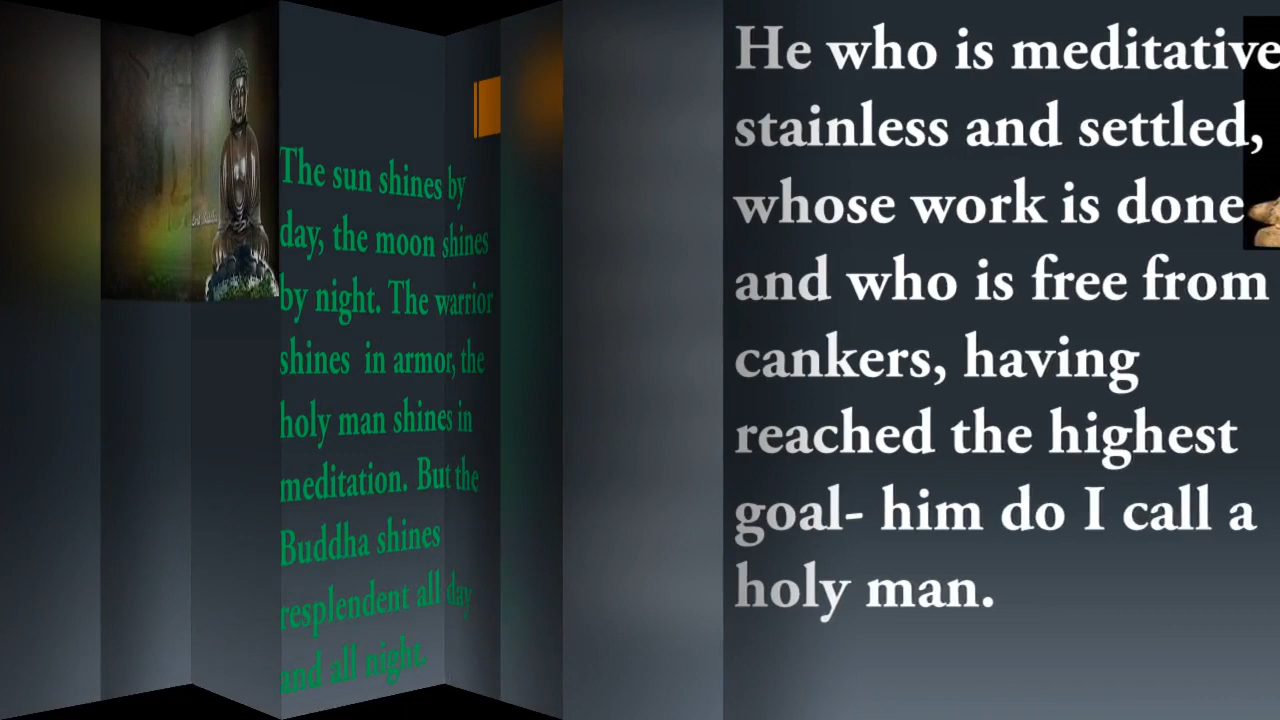 The sun shines by
day, the moon shines
by night. The warrior
shines in armor, the
holy man shines in
meditation. But the
Buddha shines
resplendent all day
and all night.
He who is meditative
stainless and settled,
whose work is done
and who is free from
cankers, having
reached the highest
goal- him do I call a
holy man.